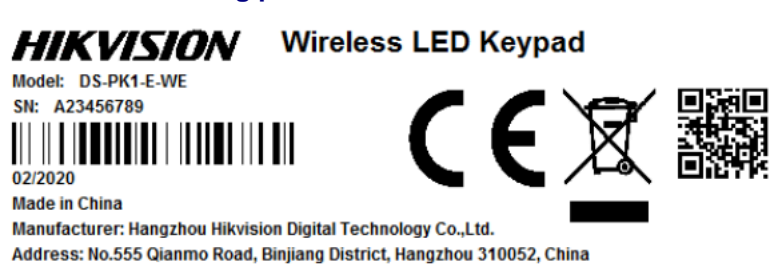 HIKVISION Wireless LED Keypad
Model: DS-PK1-E-WE
SN: A23456789
02/2020
Made in China
Manufacturer: Hangzhou Hikvision Digital Technology Co.,Ltd.
Address: No.555 Qianmo Road, Binjiang District, Hangzhou 310052, China